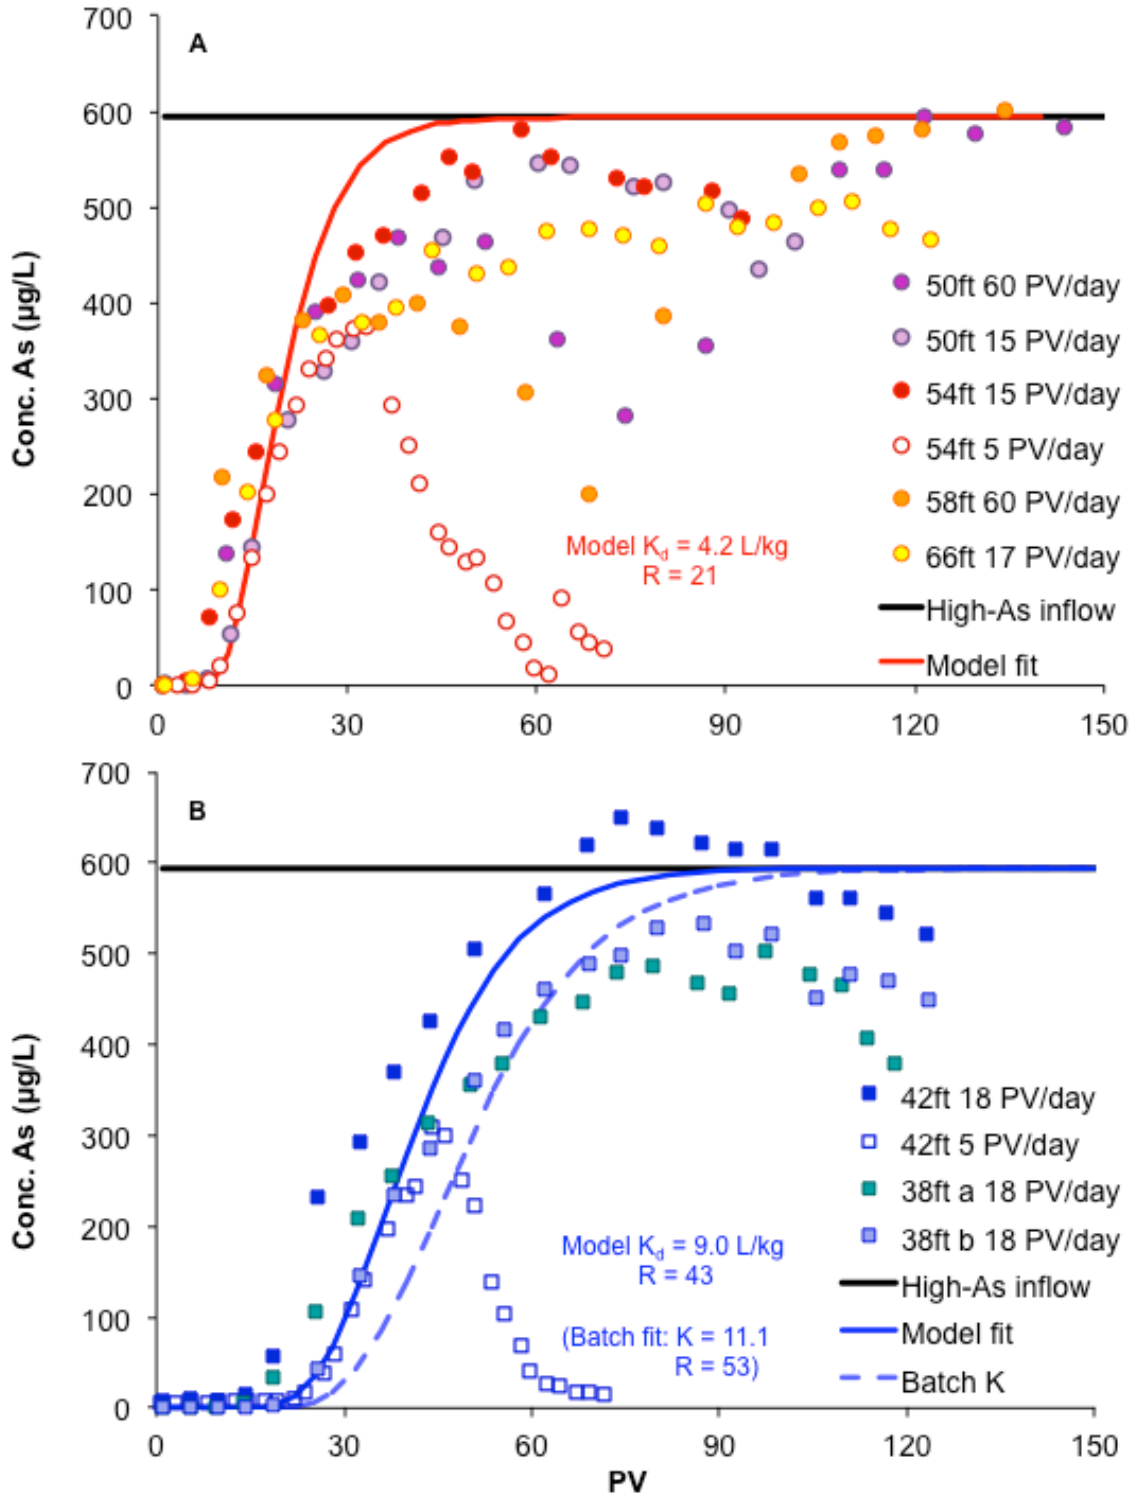 700
A
600
500
400
300
200
100
0
Conc. As (µg/L)
50ft 60 PV/day
50ft 15 PV/day
54ft 15 PV/day
54ft 5 PV/day
58ft 60 PV/day
66ft 17 PV/day
High-As inflow
Model fit
Model Kd = 4.2 L/kg
R = 21
0 30 60 90 120 150
700
B
600
500
400
300
200
100
0
Conc. As (µg/L)
42ft 18 PV/day
42ft 5 PV/day
38ft a 18 PV/day
38ft b 18 PV/day
High-As inflow
Model fit
Batch K
Model Kd = 9.0 L/kg
R = 43
(Batch fit: K = 11.1
R = 53)
0 30 60 90 120 150
PV